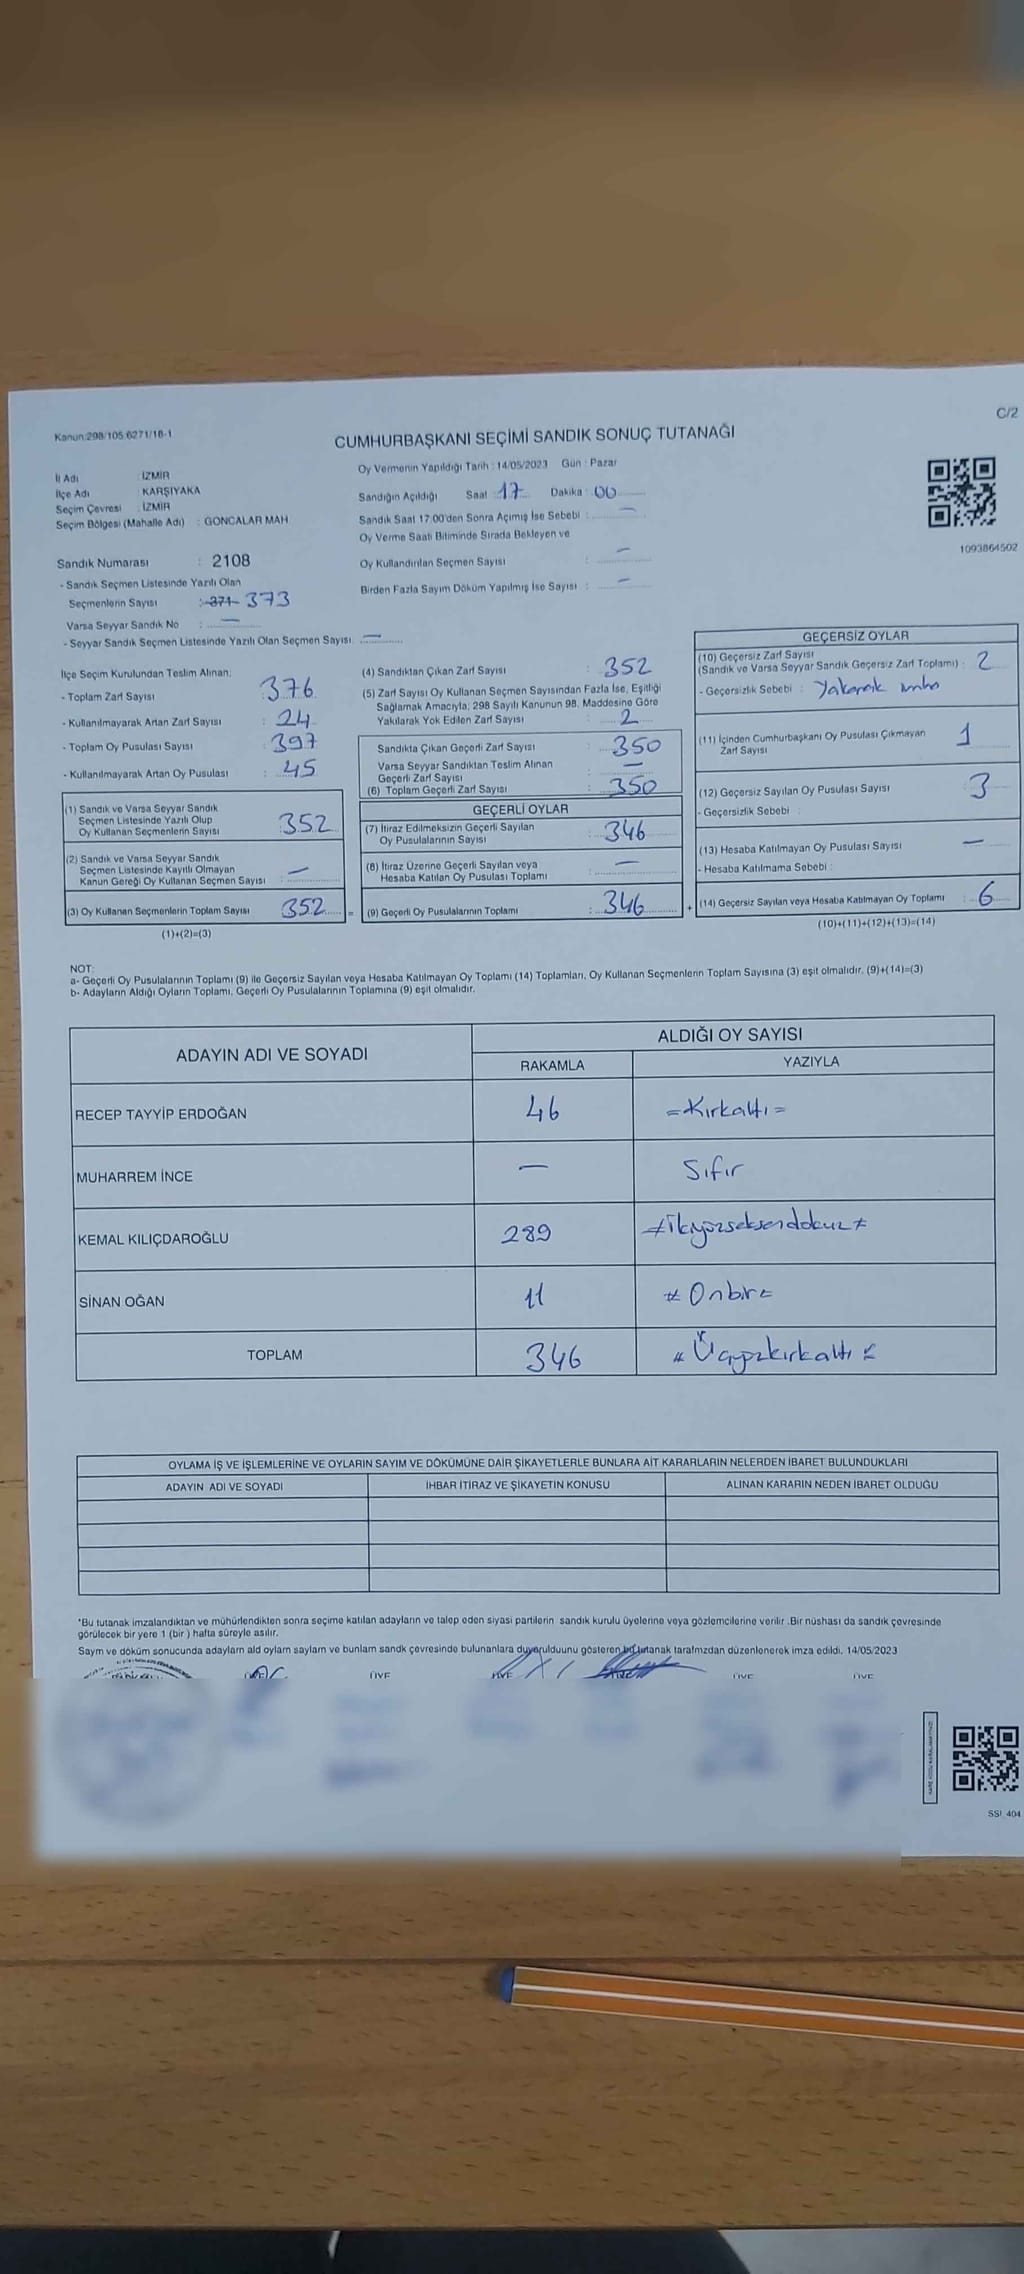 Kanun:298/105 6271/16-1
C/2
CUMHURBAŞKANI SEÇİMİ SANDIK SONUÇ TUTANAĞI
İl Adı : İZMİR
İlçe Adı : KARŞIYAKA
Seçim Çevresi : İZMİR
Seçim Bölgesi (Mahalle Adı) : GONCALAR MAH.
Oy Vermenin Yapıldığı Tarih : 14/05/2023 Gün : Pazar
Sandığın Açıldığı Saat : 17 Dakika : 00
Sandık Saat 17:00'den Sonra Açımış İse Sebebi : —
Oy Verme Saati Bitiminde Sırada Bekleyen ve
Oy Kullandırılan Seçmen Sayısı : —
Birden Fazla Sayım Döküm Yapılmış İse Sayısı : —
1093864502
Sandık Numarası : 2108
- Sandık Seçmen Listesinde Yazılı Olan
Seçmenlerin Sayısı : 371 373
Varsa Seyyar Sandık No : —
- Seyyar Sandık Seçmen Listesinde Yazılı Olan Seçmen Sayısı : —
İlçe Seçim Kurulundan Teslim Alınan:
- Toplam Zarf Sayısı : 376
- Kullanılmayarak Artan Zarf Sayısı : 24
- Toplam Oy Pusulası Sayısı : 397
- Kullanılmayarak Artan Oy Pusulası : 45
(1) Sandık ve Varsa Seyyar Sandık
Seçmen Listesinde Yazılı Olup
Oy Kullanan Seçmenlerin Sayısı : 352
(2) Sandık ve Varsa Seyyar Sandık
Seçmen Listesinde Kayıtlı Olmayan
Kanun Gereği Oy Kullanan Seçmen Sayısı : —
(3) Oy Kullanan Seçmenlerin Toplam Sayısı 352 =
(1)+(2)=(3)
(4) Sandıktan Çıkan Zarf Sayısı : 352
(5) Zarf Sayısı Oy Kullanan Seçmen Sayısından Fazla İse, Eşitliği
Sağlamak Amacıyla; 298 Sayılı Kanunun 98. Maddesine Göre
Yakılarak Yok Edilen Zarf Sayısı : 2
Sandıkta Çıkan Geçerli Zarf Sayısı : 350
Varsa Seyyar Sandıktan Teslim Alınan
Geçerli Zarf Sayısı : —
(6) Toplam Geçerli Zarf Sayısı : 350
GEÇERLİ OYLAR
(7) İtiraz Edilmeksizin Geçerli Sayılan
Oy Pusulalarının Sayısı : 346
(8) İtiraz Üzerine Geçerli Sayılan veya
Hesaba Katılan Oy Pusulası Toplamı : —
(9) Geçerli Oy Pusulalarının Toplamı : 346 +
GEÇERSİZ OYLAR
(10) Geçersiz Zarf Sayısı
(Sandık ve Varsa Seyyar Sandık Geçersiz Zarf Toplamı) : 2
- Geçersizlik Sebebi : Yakarak imha
(11) İçinden Cumhurbaşkanı Oy Pusulası Çıkmayan
Zarf Sayısı 1
(12) Geçersiz Sayılan Oy Pusulası Sayısı 3
- Geçersizlik Sebebi :
(13) Hesaba Katılmayan Oy Pusulası Sayısı —
- Hesaba Katılmama Sebebi :
(14) Geçersiz Sayılan veya Hesaba Katılmayan Oy Toplamı : 6
(10)+(11)+(12)+(13)=(14)
NOT:
a- Geçerli Oy Pusulalarının Toplamı (9) ile Geçersiz Sayılan veya Hesaba Katılmayan Oy Toplamı (14) Toplamları, Oy Kullanan Seçmenlerin Toplam Sayısına (3) eşit olmalıdır. (9)+(14)=(3)
b- Adayların Aldığı Oyların Toplamı, Geçerli Oy Pusulalarının Toplamına (9) eşit olmalıdır.
ADAYIN ADI VE SOYADI ALDIĞI OY SAYISI
RAKAMLA YAZIYLA
RECEP TAYYİP ERDOĞAN 46 =Kırkaltı=
MUHARREM İNCE — Sıfır
KEMAL KILIÇDAROĞLU 289 ≠ikiyüzseksendokuz≠
SİNAN OĞAN 11 # Onbir=
TOPLAM 346 " Üçyüzkırkaltı =
OYLAMA İŞ VE İŞLEMLERİNE VE OYLARIN SAYIM VE DÖKÜMÜNE DAİR ŞİKAYETLERLE BUNLARA AİT KARARLARIN NELERDEN İBARET BULUNDUKLARI
ADAYIN ADI VE SOYADI İHBAR İTİRAZ VE ŞİKAYETİN KONUSU ALINAN KARARIN NEDEN İBARET OLDUĞU
*Bu tutanak imzalandıktan ve mühürlendikten sonra seçime katılan adayların ve talep eden siyasi partilerin sandık kurulu üyelerine veya gözlemcilerine verilir .Bir nüshası da sandık çevresinde
görülecek bir yere 1 (bir ) hafta süreyle asılır.
Saym ve döküm sonucunda adaylarn ald oylarn saylarn ve bunlarn sandk çevresinde bulunanlara duyurulduunu gösteren bu tutanak tarafmzdan düzenlenerek imza edildi. 14/05/2023
ÜYE ÜYE ÜYE ÜYE
SSI_404